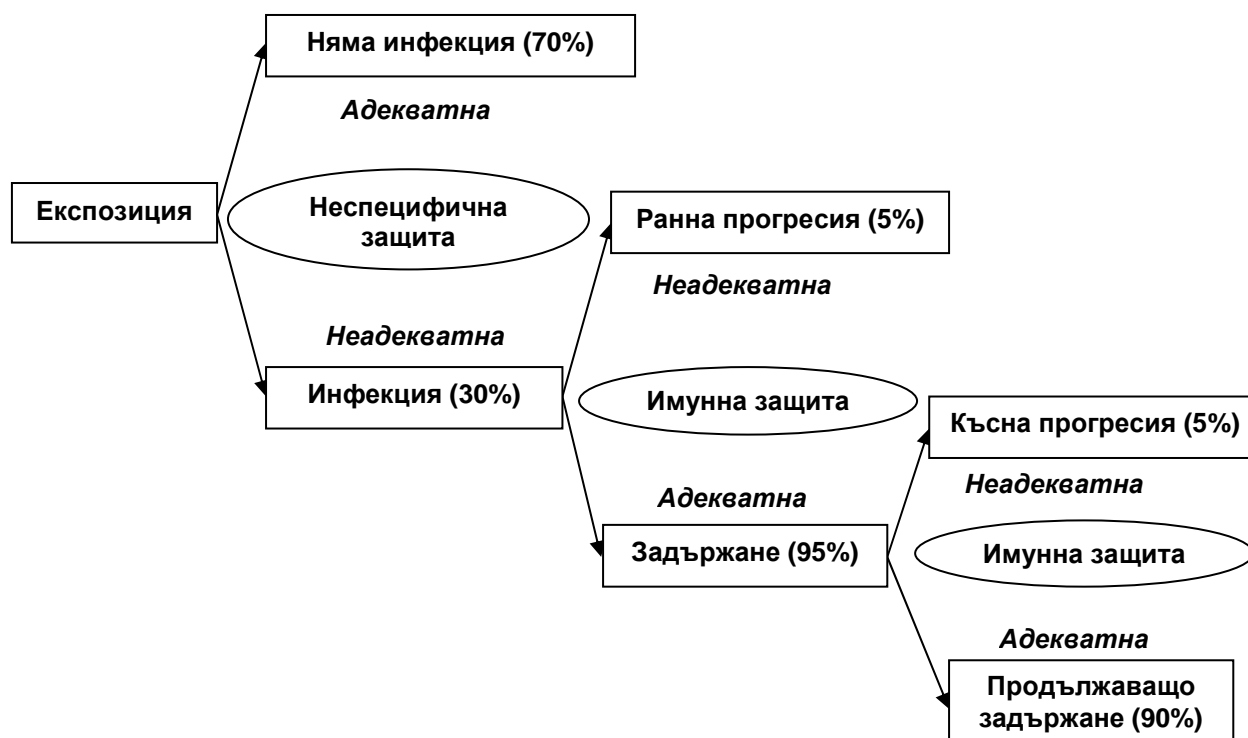 Няма инфекция (70%)
Адекватна
Експозиция
Неспецифична
защита
Ранна прогресия (5%)
Неадекватна
Неадекватна
Инфекция (30%)
Имунна защита
Късна прогресия (5%)
Адекватна
Неадекватна
Задържане (95%)
Имунна защита
Адекватна
Продължаващо
задържане (90%)